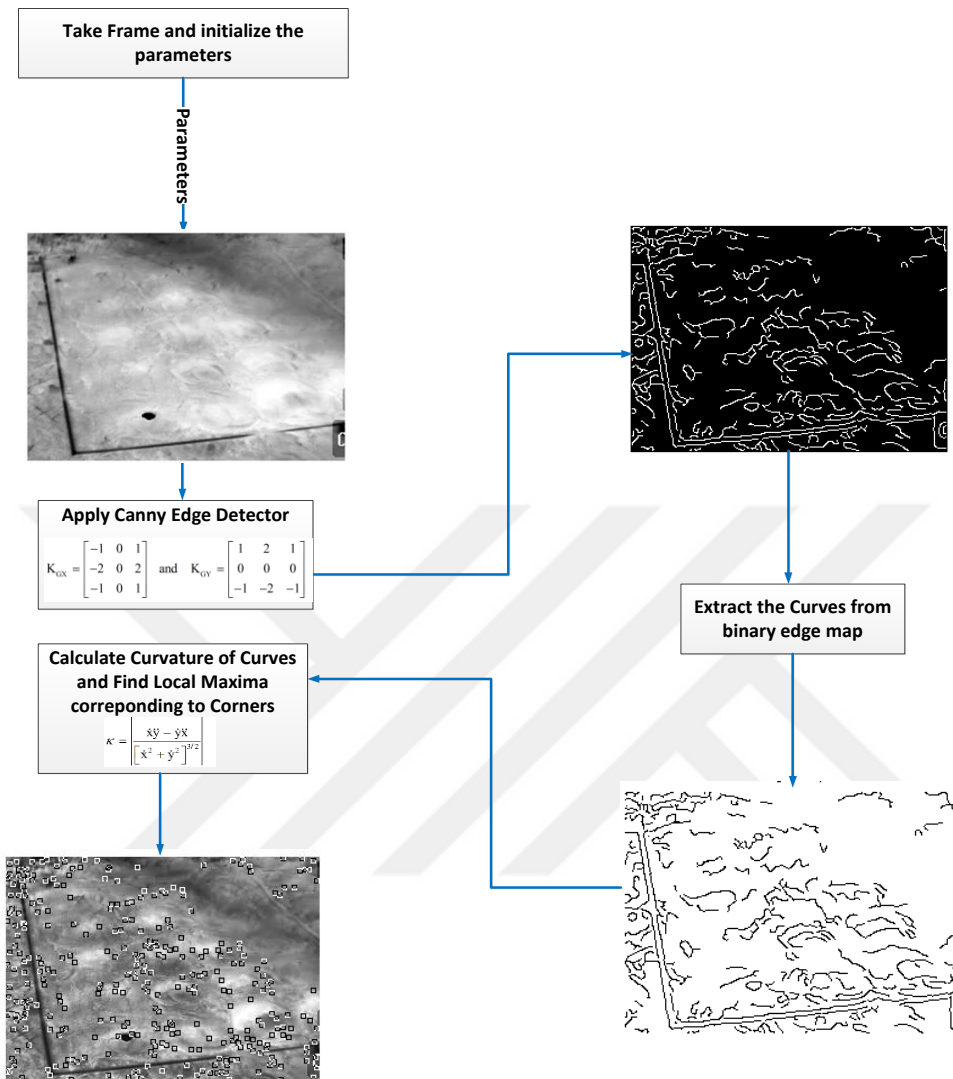 Take Frame and initialize the
parameters
Parameters
Apply Canny Edge Detector
K_GX = [−1 0 1; −2 0 2; −1 0 1] and K_GY = [1 2 1; 0 0 0; −1 −2 −1]
Extract the Curves from
binary edge map
Calculate Curvature of Curves
and Find Local Maxima
correponding to Corners
κ = |(ẋÿ − ẏẍ) / [ẋ² + ẏ²]^3/2|